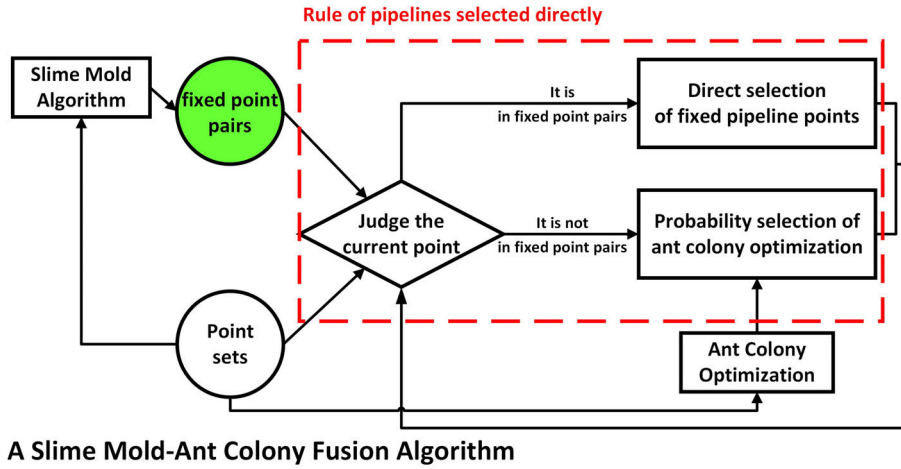 Rule of pipelines selected directly
Slime Mold
Algorithm
fixed point
pairs
It is
in fixed point pairs
Direct selection
of fixed pipeline points
Judge the
current point
It is not
in fixed point pairs
Probability selection of
ant colony optimization
Point
sets
Ant Colony
Optimization
A Slime Mold-Ant Colony Fusion Algorithm